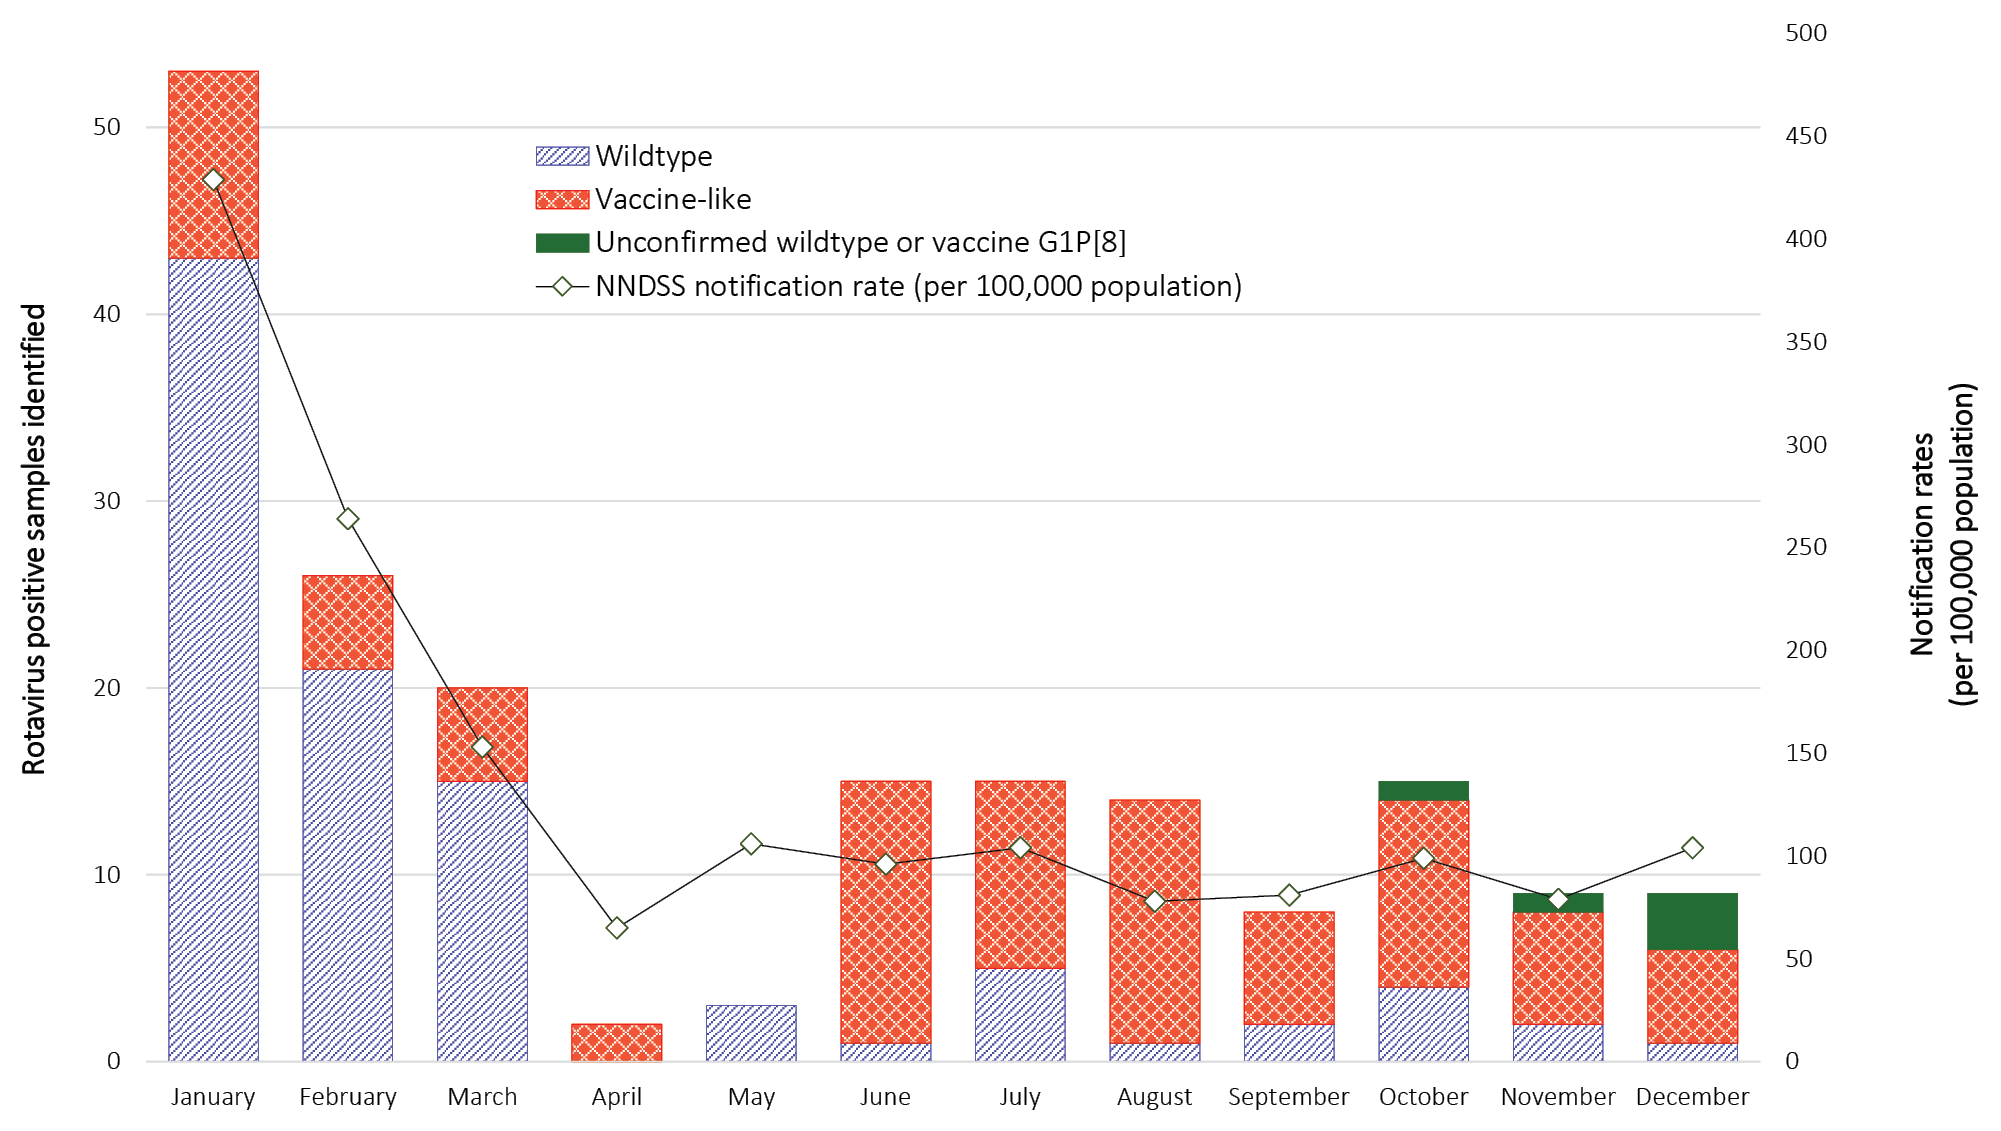 Rotavirus positive samples identified
50
40
30
20
10
0
Wildtype
Vaccine-like
Unconfirmed wildtype or vaccine G1P[8]
NNDSS notification rate (per 100,000 population)
500
450
400
350
300
250
200
150
100
50
0
Notification rates
(per 100,000 population)
January
February
March
April
May
June
July
August
September
October
November
December